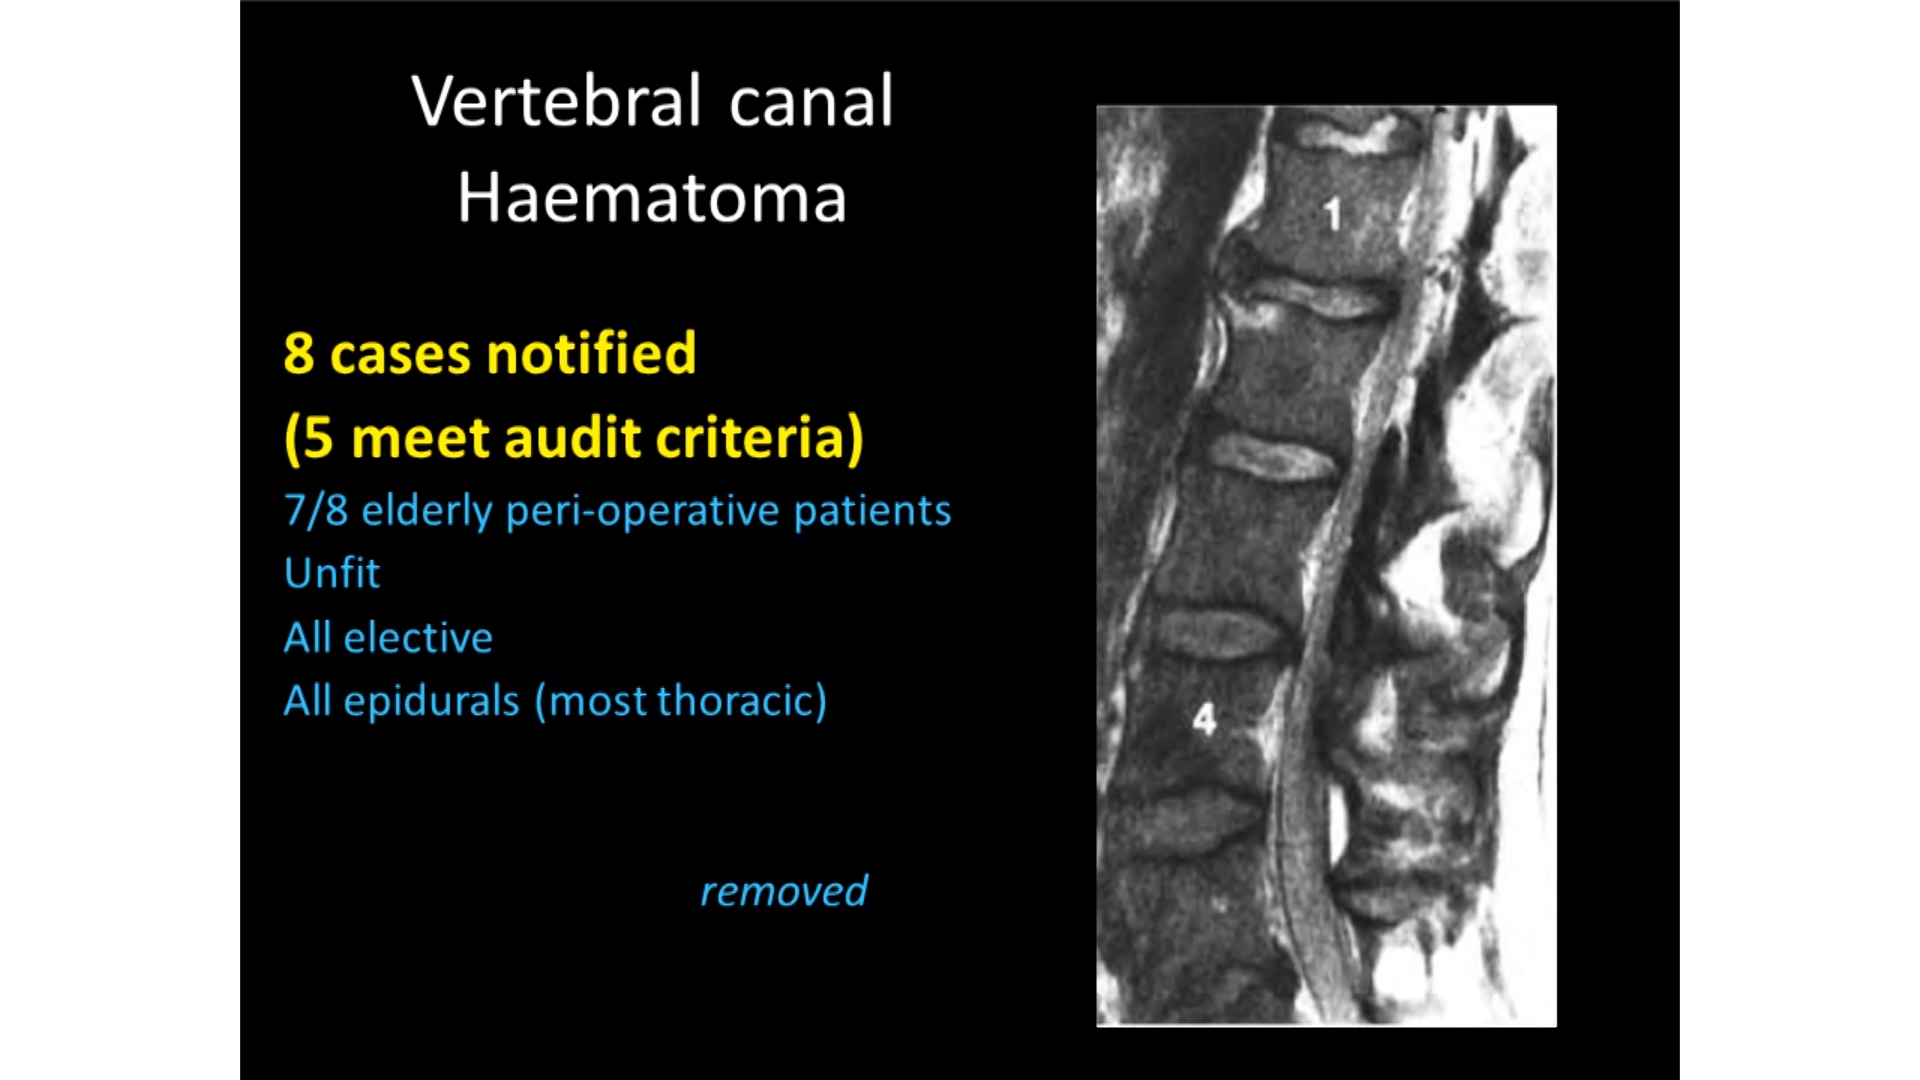 Vertebral canal
Haematoma
8 cases notified
(5 meet audit criteria)
7/8 elderly peri-operative patients
Unfit
All elective
All epidurals (most thoracic)
removed
1
4